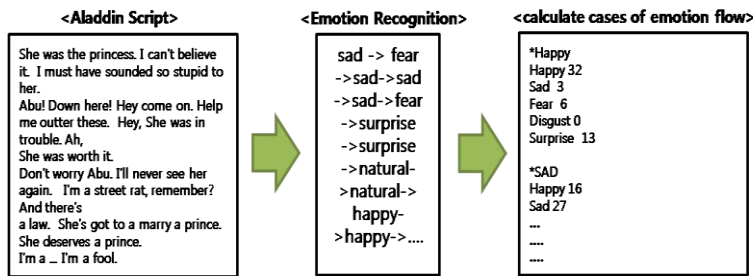 <Aladdin Script>
She was the princess. I can't believe
it.  I must have sounded so stupid to
her.
Abu! Down here! Hey come on. Help
me outter these.  Hey, She was in
trouble. Ah,
She was worth it.
Don't worry Abu. I'll never see her
again.   I'm a street rat, remember?
And there's
a law.  She's got to a marry a prince.
She deserves a prince.
I'm a ... I'm a fool.
<Emotion Recognition>
sad -> fear
->sad->sad
->sad->fear
->surprise
->surprise
->natural-
>natural->
happy-
>happy->....
<calculate cases of emotion flow>
*Happy
Happy 32
Sad  3
Fear  6
Disgust 0
Surprise  13
*SAD
Happy 16
Sad 27
...
....
....